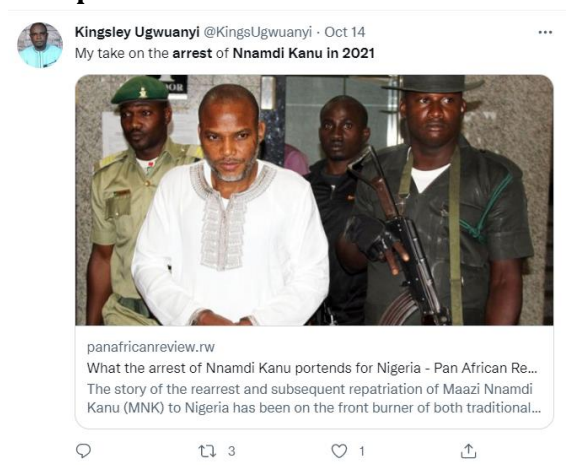 Kingsley Ugwuanyi @KingsUgwuanyi · Oct 14
My take on the arrest of Nnamdi Kanu in 2021
OOR
panafricanreview.rw
What the arrest of Nnamdi Kanu portends for Nigeria - Pan African Re...
The story of the rearrest and subsequent repatriation of Maazi Nnamdi
Kanu (MNK) to Nigeria has been on the front burner of both traditional...
3 1